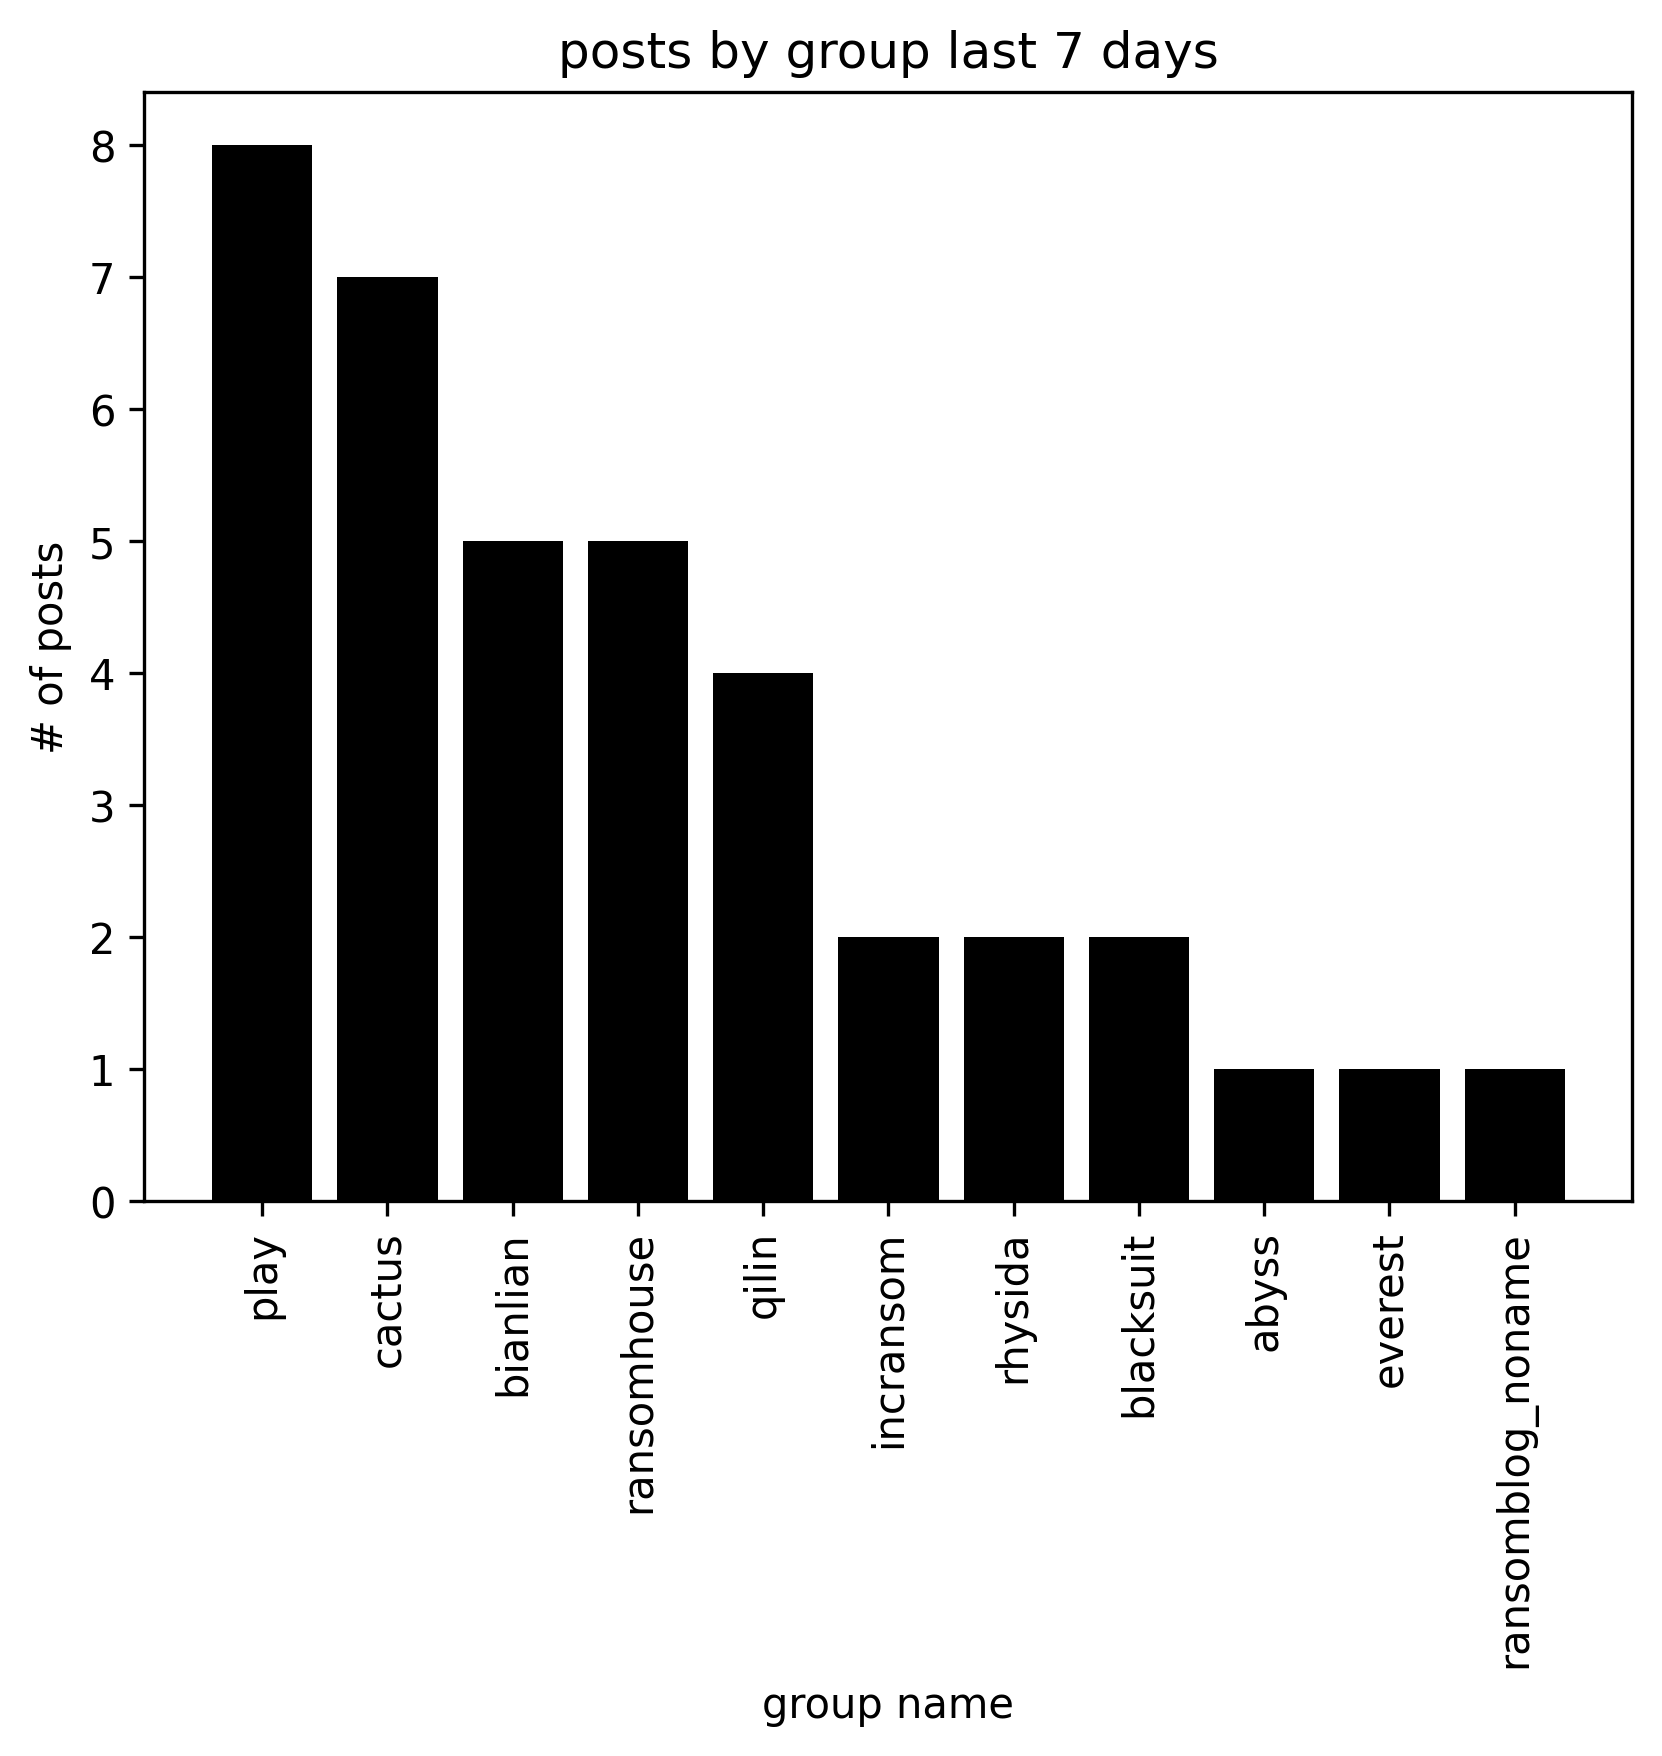 posts by group last 7 days
# of posts
8
7
6
5
4
3
2
1
0
play
cactus
bianlian
ransomhouse
qilin
incransom
rhysida
blacksuit
abyss
everest
ransomblog_noname
group name